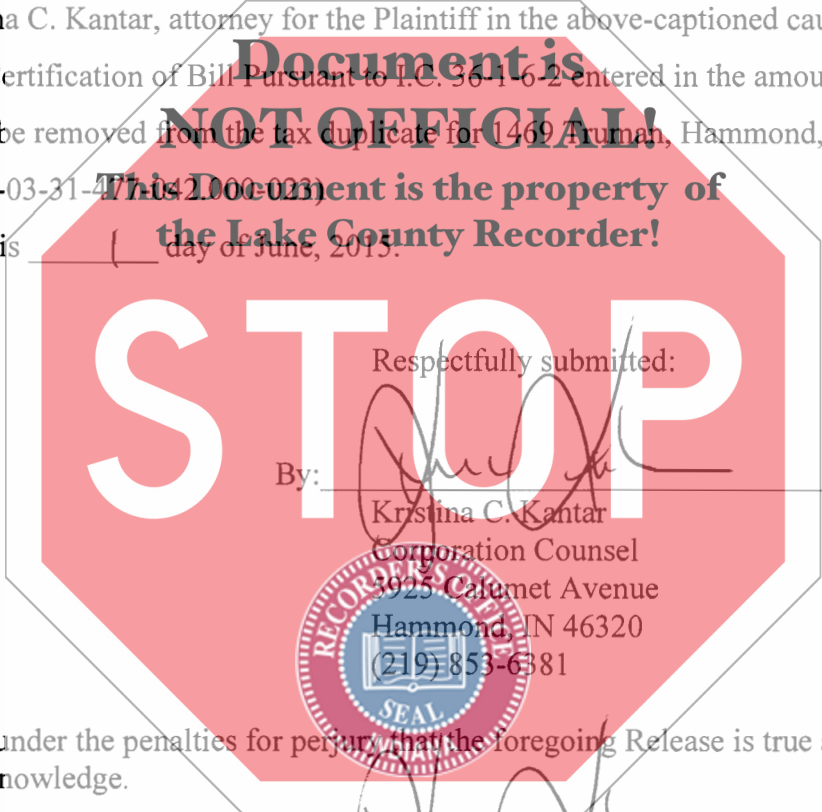 a C. Kantar, attorney for the Plaintiff in the above-captioned cau
Document is
ertification of Bill Pursuant to I.C. 36-1-6-2 entered in the amou
NOT OFFICIAL!
be removed from the tax duplicate for 1469 Truman, Hammond,
This Document is the property of
-03-31-477-042.000-023)
the Lake County Recorder!
is 1 day of June, 2015.
STOP
Respectfully submitted:
By:
Kristina C. Kantar
Corporation Counsel
5925 Calumet Avenue
Hammond, IN 46320
(219) 853-6381
RECORDER'S OFFICE
SEAL
INDIANA
under the penalties for perjury that the foregoing Release is true
nowledge.